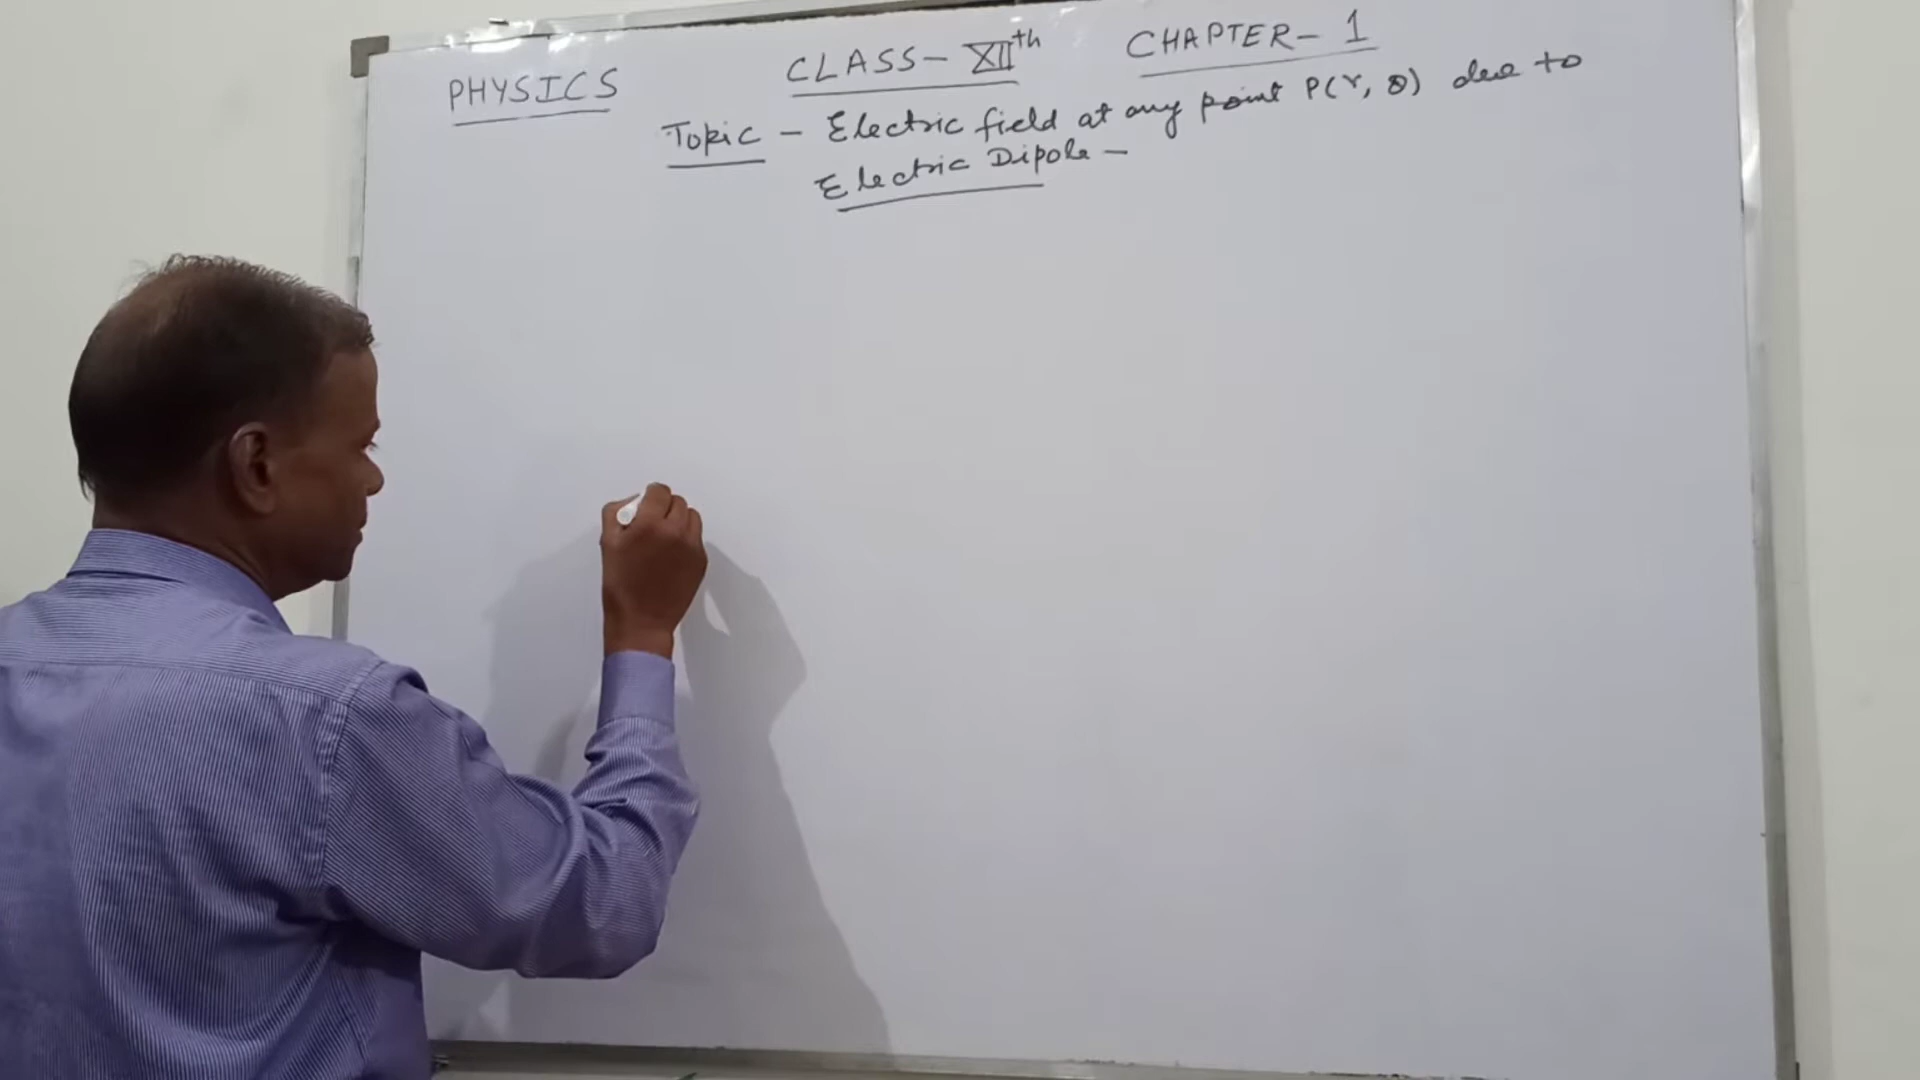 PHYSICS CLASS - XIIth CHAPTER - 1
Topic - Electric field at any point P(r, θ) due to
Electric Dipole -